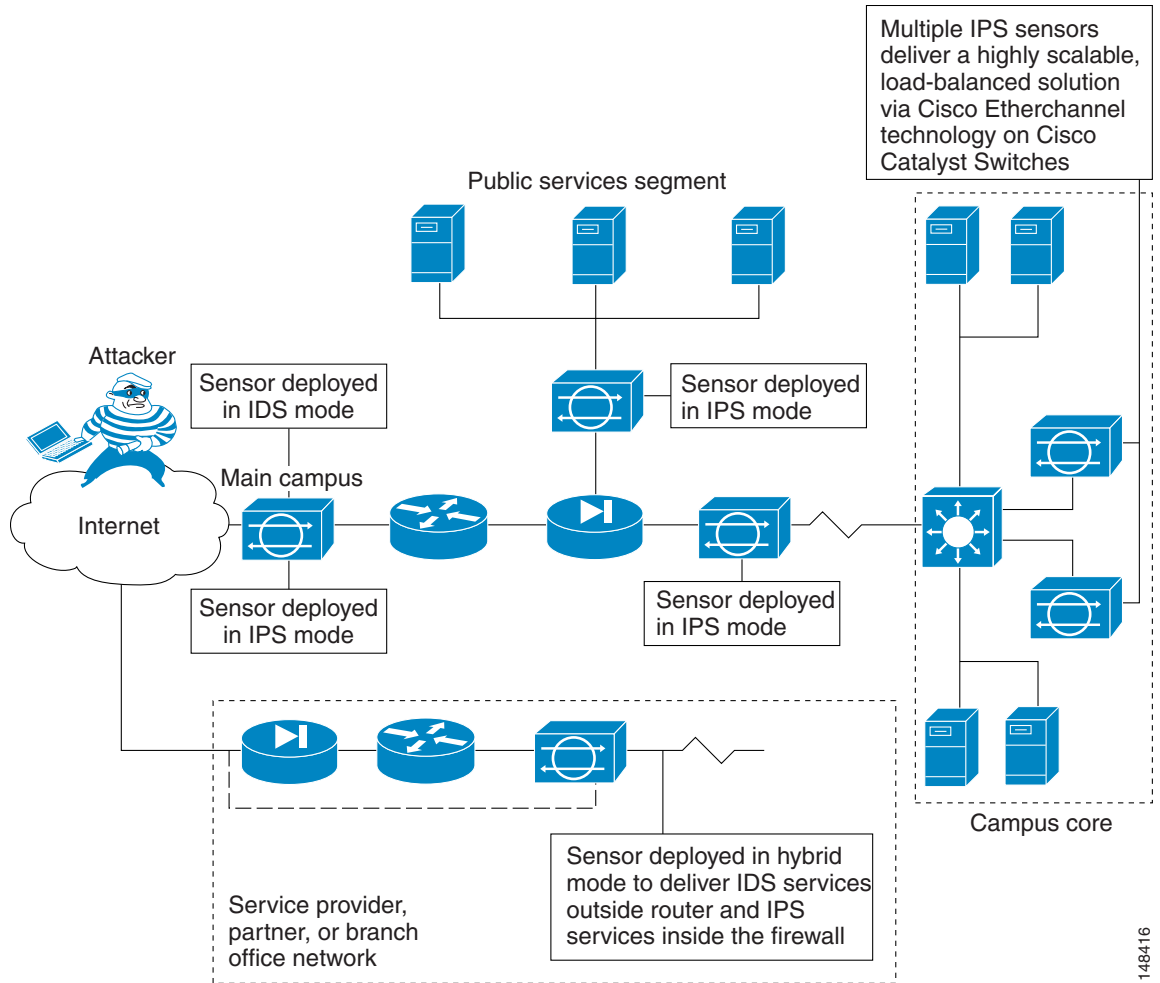 Multiple IPS sensors
deliver a highly scalable,
load-balanced solution
via Cisco Etherchannel
technology on Cisco
Catalyst Switches
Public services segment
Attacker
Sensor deployed
in IDS mode
Sensor deployed
in IPS mode
Main campus
Internet
Sensor deployed
in IPS mode
Sensor deployed
in IPS mode
Campus core
Sensor deployed in hybrid
mode to deliver IDS services
outside router and IPS
services inside the firewall
Service provider,
partner, or branch
office network
148416